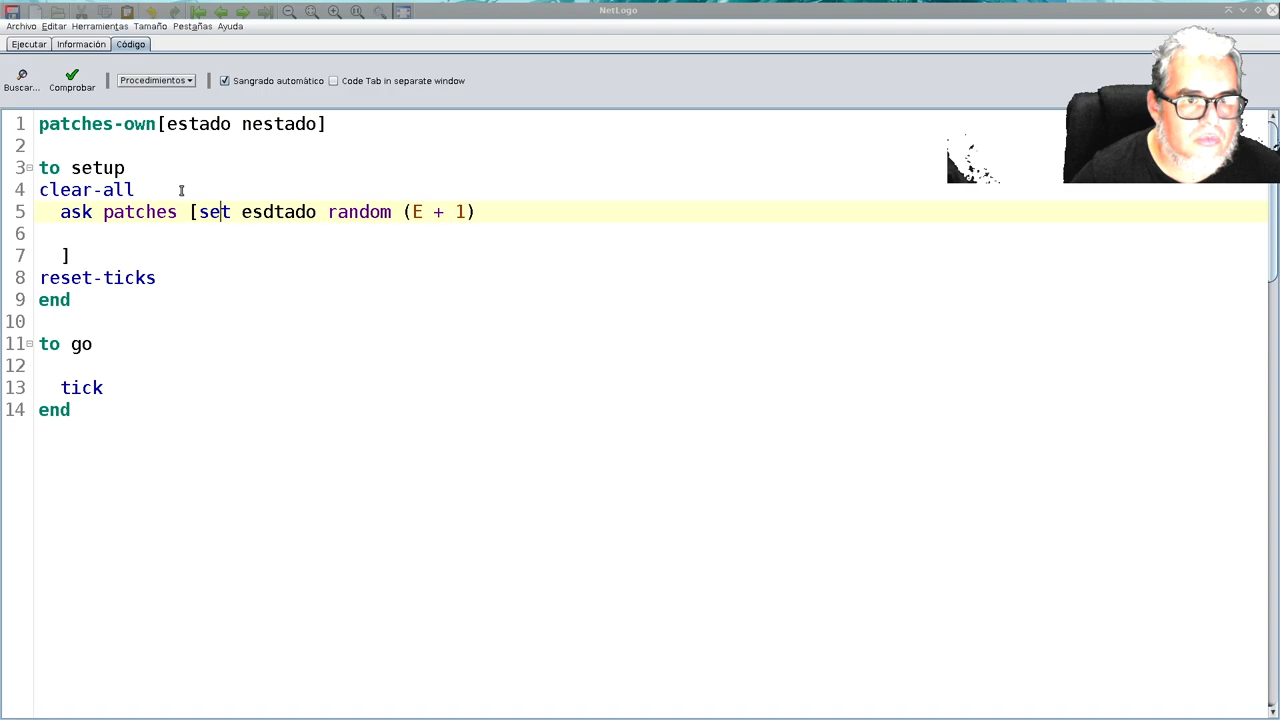 NetLogo
Archivo Editar Herramientas Tamaño Pestañas Ayuda
Ejecutar Información Código
Buscar... Comprobar Procedimientos Sangrado automático Code Tab in separate window
1 patches-own[estado nestado]
2
3 to setup
4 clear-all
5 ask patches [set esdtado random (E + 1)
6
7 ]
8 reset-ticks
9 end
10
11 to go
12
13 tick
14 end